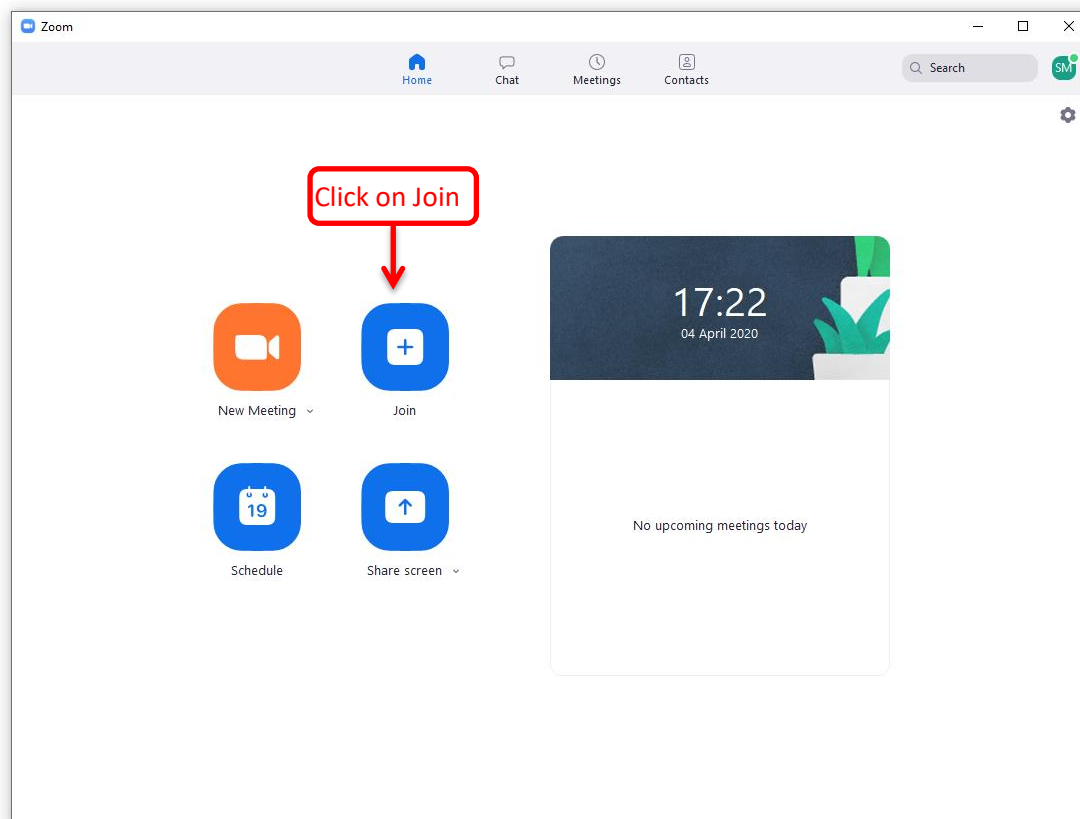 Zoom
Home
Chat
Meetings
Contacts
Search
SM
Click on Join
17:22
04 April 2020
New Meeting
Join
19
Schedule
Share screen
No upcoming meetings today